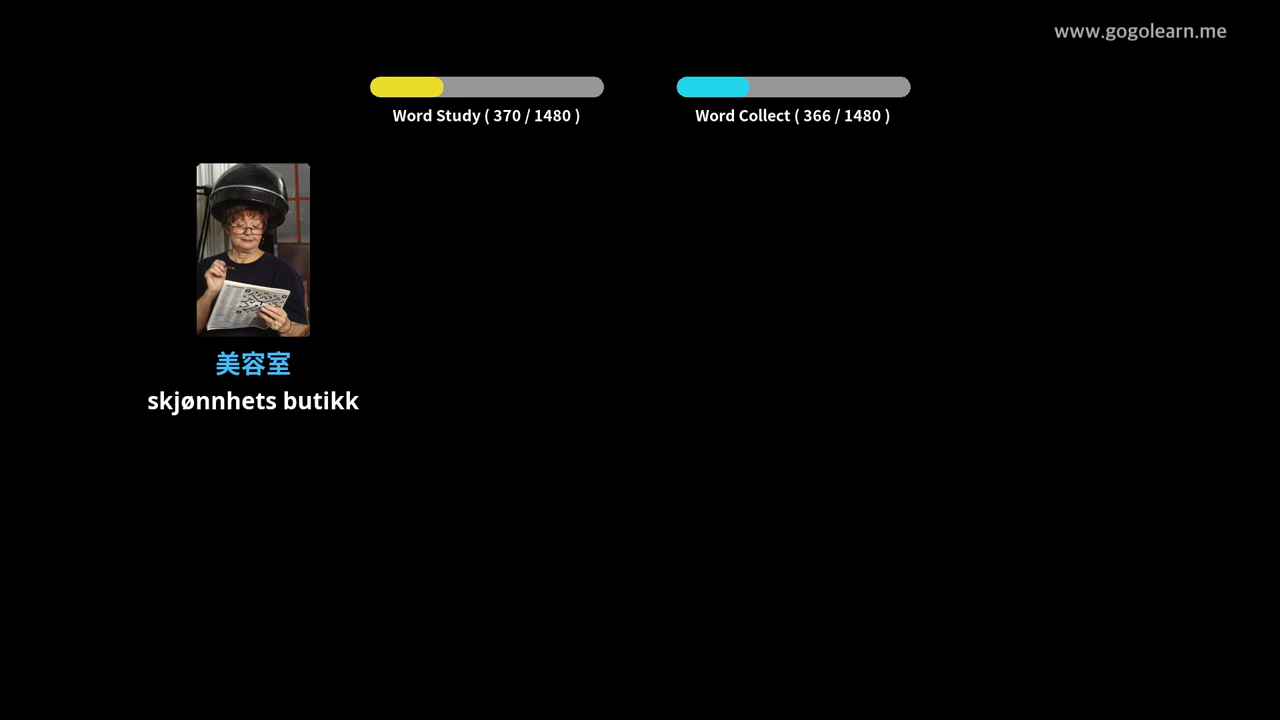 www.gogolearn.me
Word Study ( 370 / 1480 )
Word Collect ( 366 / 1480 )
美容室
skjønnhets butikk